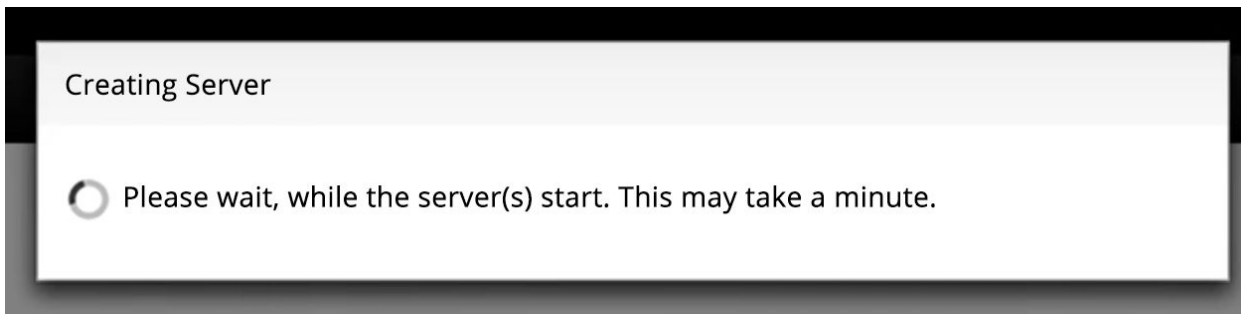 Creating Server
Please wait, while the server(s) start. This may take a minute.